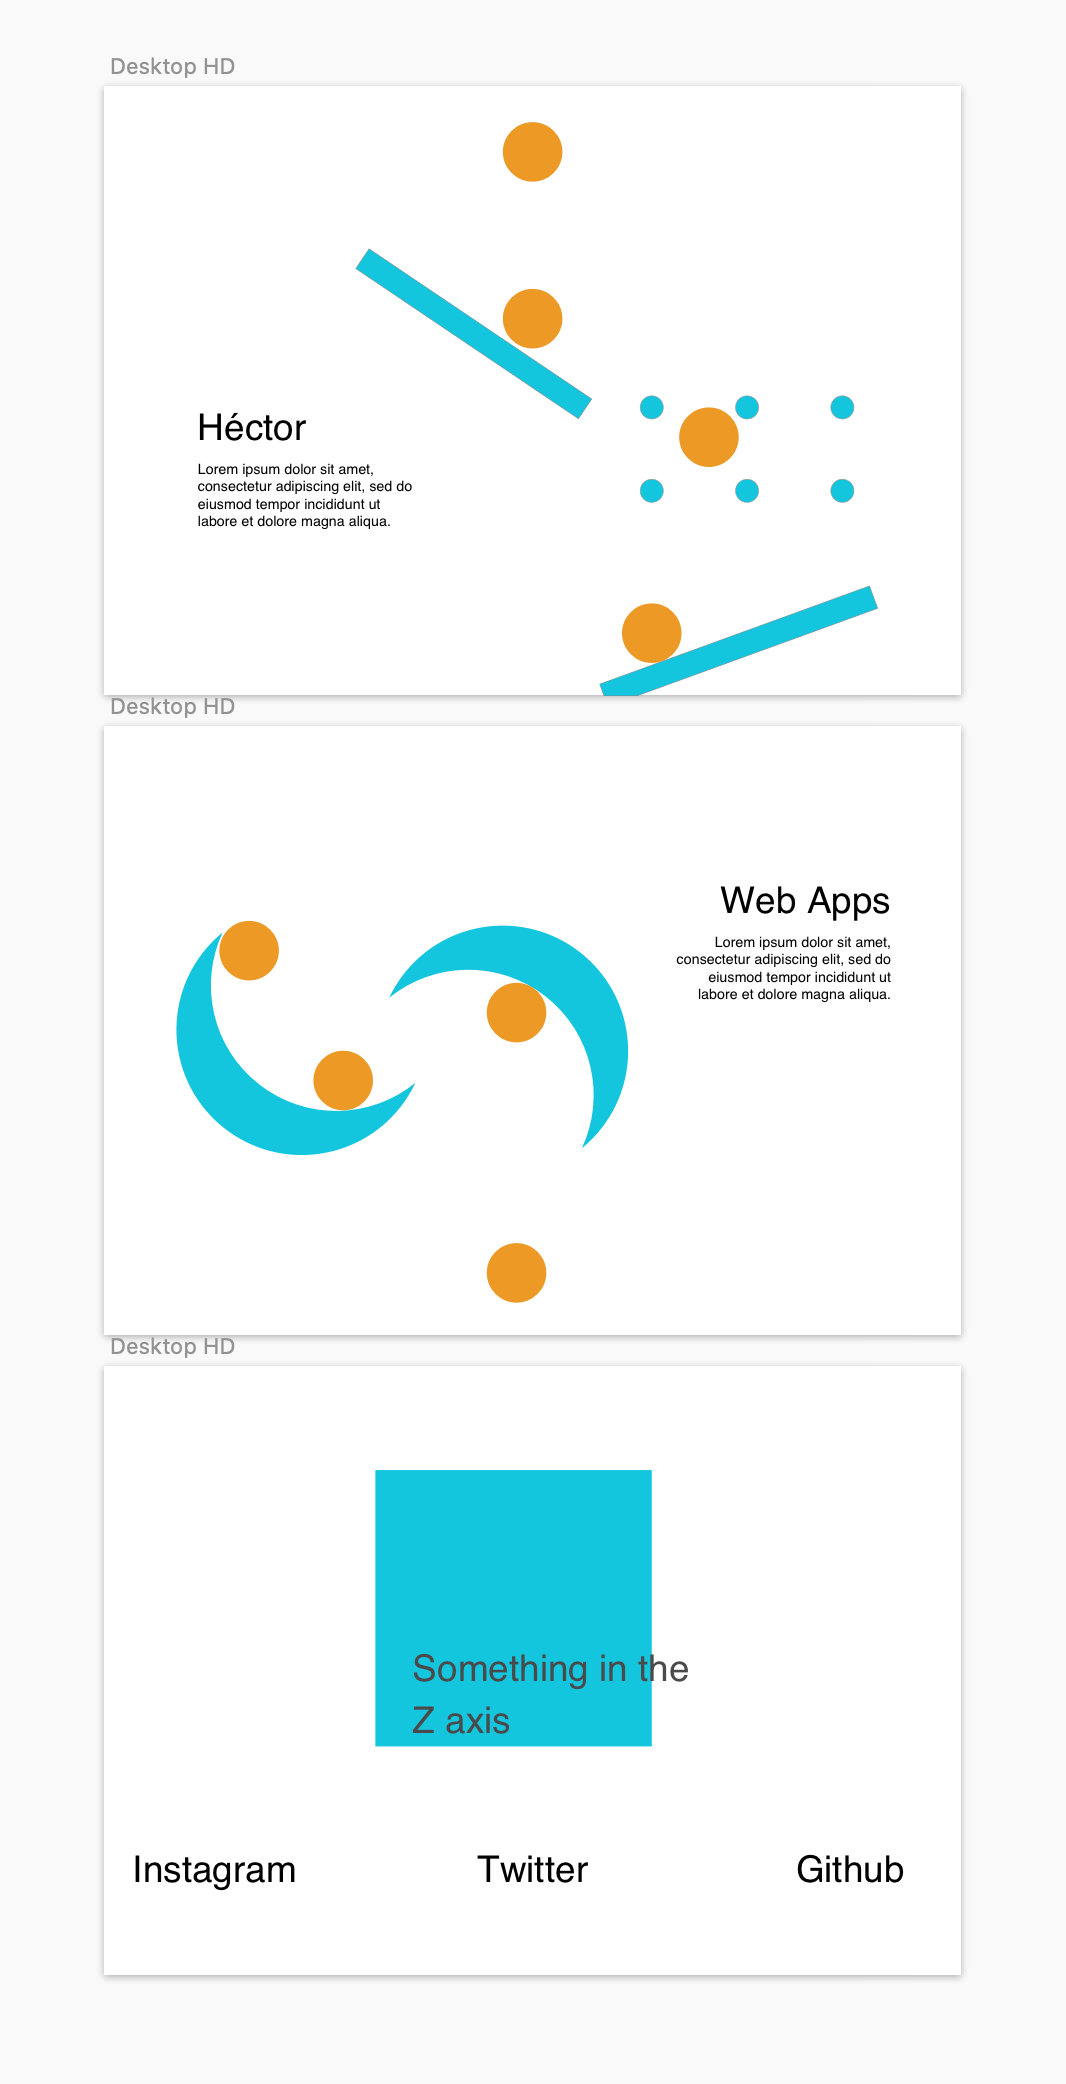 Desktop HD
Héctor
Lorem ipsum dolor sit amet,
consectetur adipiscing elit, sed do
eiusmod tempor incididunt ut
labore et dolore magna aliqua.
Desktop HD
Web Apps
Lorem ipsum dolor sit amet,
consectetur adipiscing elit, sed do
eiusmod tempor incididunt ut
labore et dolore magna aliqua.
Desktop HD
Something in the
Z axis
Instagram Twitter Github